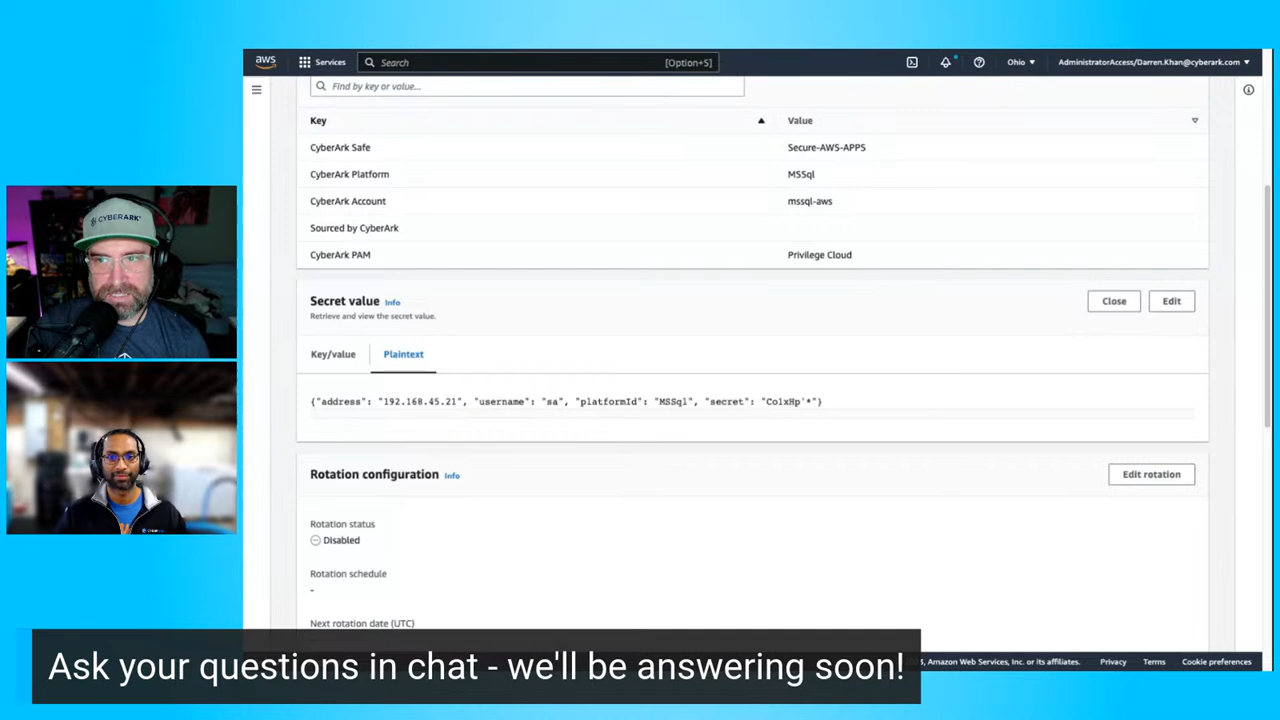 aws
Services
Search
[Option+S]
Ohio
AdministratorAccess/Darren.Khan@cyberark.com
Find by key or value...
Key
Value
CyberArk Safe
Secure-AWS-APPS
CyberArk Platform
MSSql
CyberArk Account
mssql-aws
Sourced by CyberArk
CyberArk PAM
Privilege Cloud
Secret value Info
Close
Edit
Retrieve and view the secret value.
Key/value
Plaintext
{"address": "192.168.45.21", "username": "sa", "platformId": "MSSql", "secret": "ColxHp'*"}
Rotation configuration Info
Edit rotation
Rotation status
Disabled
Rotation schedule
-
Next rotation date (UTC)
3, Amazon Web Services, Inc. or its affiliates.
Privacy
Terms
Cookie preferences
CYBERARK
Ask your questions in chat - we'll be answering soon!